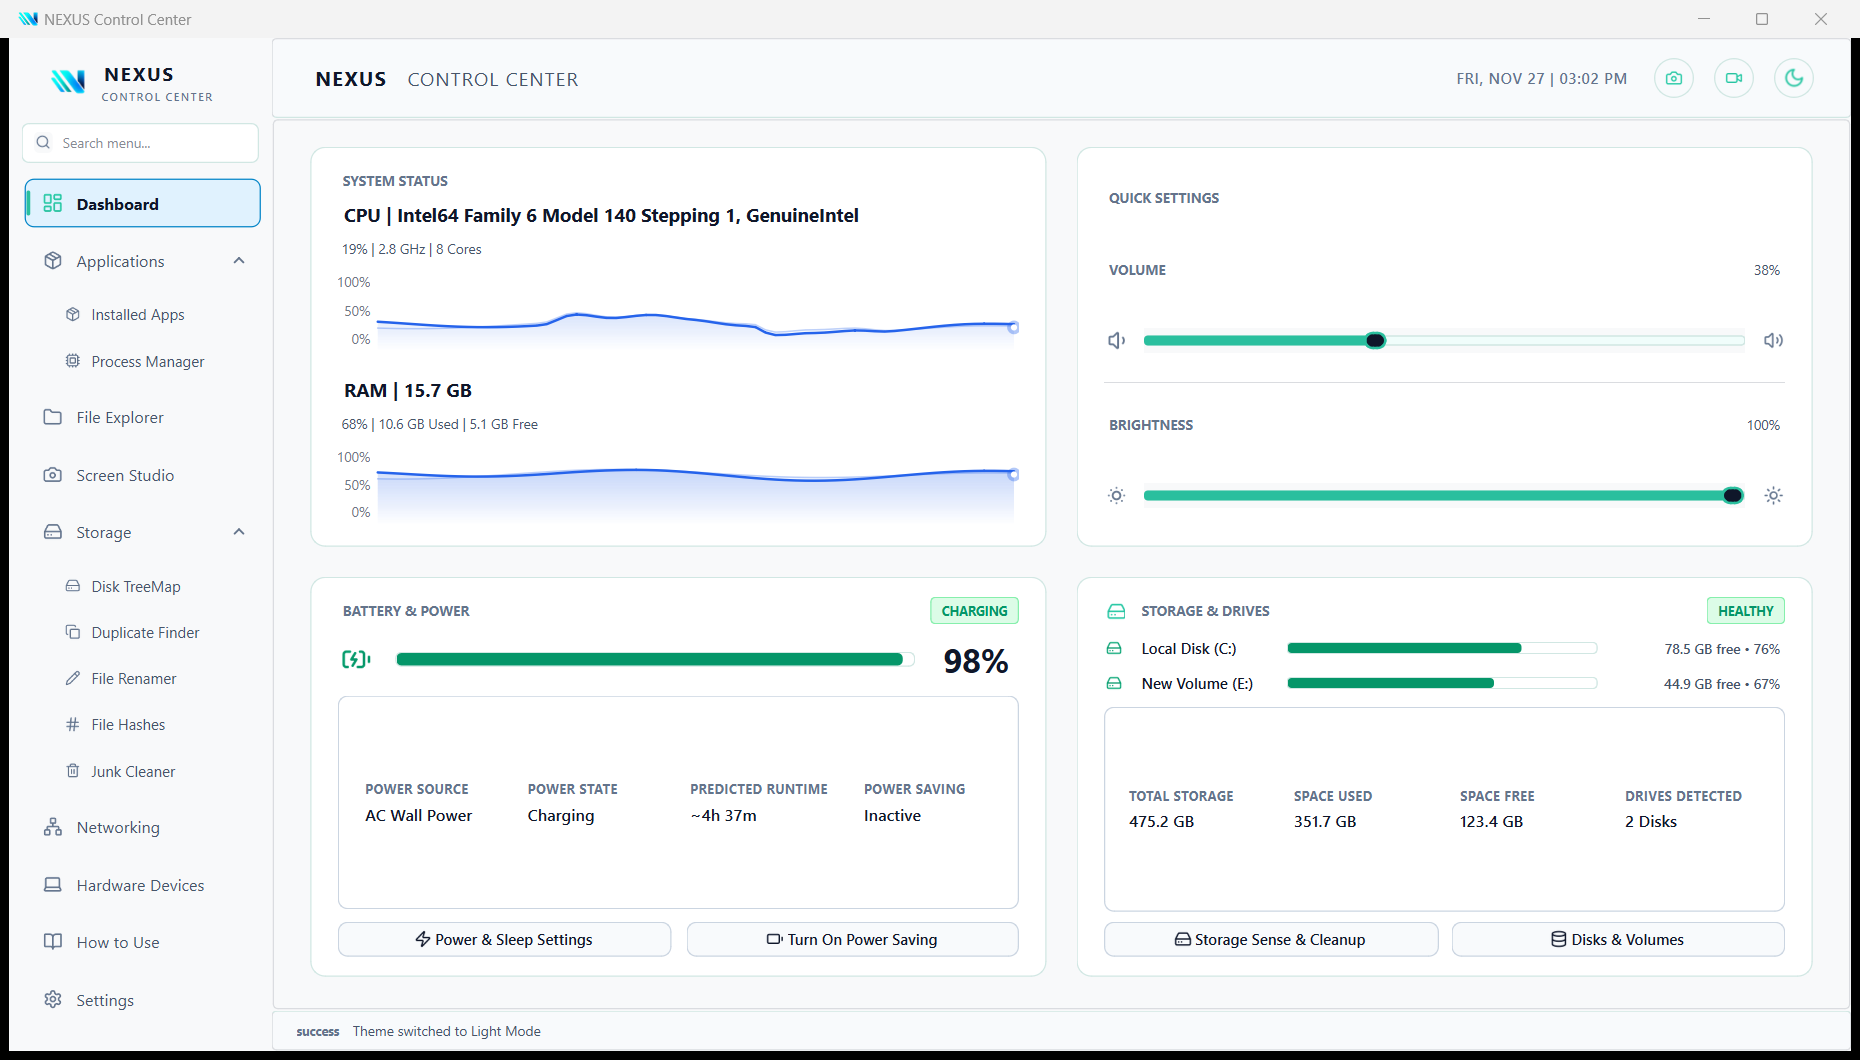 NEXUS Control Center
NEXUS
CONTROL CENTER
Search menu...
Dashboard
Applications
Installed Apps
Process Manager
File Explorer
Screen Studio
Storage
Disk TreeMap
Duplicate Finder
File Renamer
File Hashes
Junk Cleaner
Networking
Hardware Devices
How to Use
Settings
NEXUS CONTROL CENTER
FRI, NOV 27 | 03:02 PM
SYSTEM STATUS
CPU | Intel64 Family 6 Model 140 Stepping 1, GenuineIntel
19% | 2.8 GHz | 8 Cores
100%
50%
0%
RAM | 15.7 GB
68% | 10.6 GB Used | 5.1 GB Free
100%
50%
0%
QUICK SETTINGS
VOLUME 38%
BRIGHTNESS 100%
BATTERY & POWER CHARGING
98%
POWER SOURCE POWER STATE PREDICTED RUNTIME POWER SAVING
AC Wall Power Charging ~4h 37m Inactive
Power & Sleep Settings Turn On Power Saving
STORAGE & DRIVES HEALTHY
Local Disk (C:) 78.5 GB free • 76%
New Volume (E:) 44.9 GB free • 67%
TOTAL STORAGE SPACE USED SPACE FREE DRIVES DETECTED
475.2 GB 351.7 GB 123.4 GB 2 Disks
Storage Sense & Cleanup Disks & Volumes
success Theme switched to Light Mode